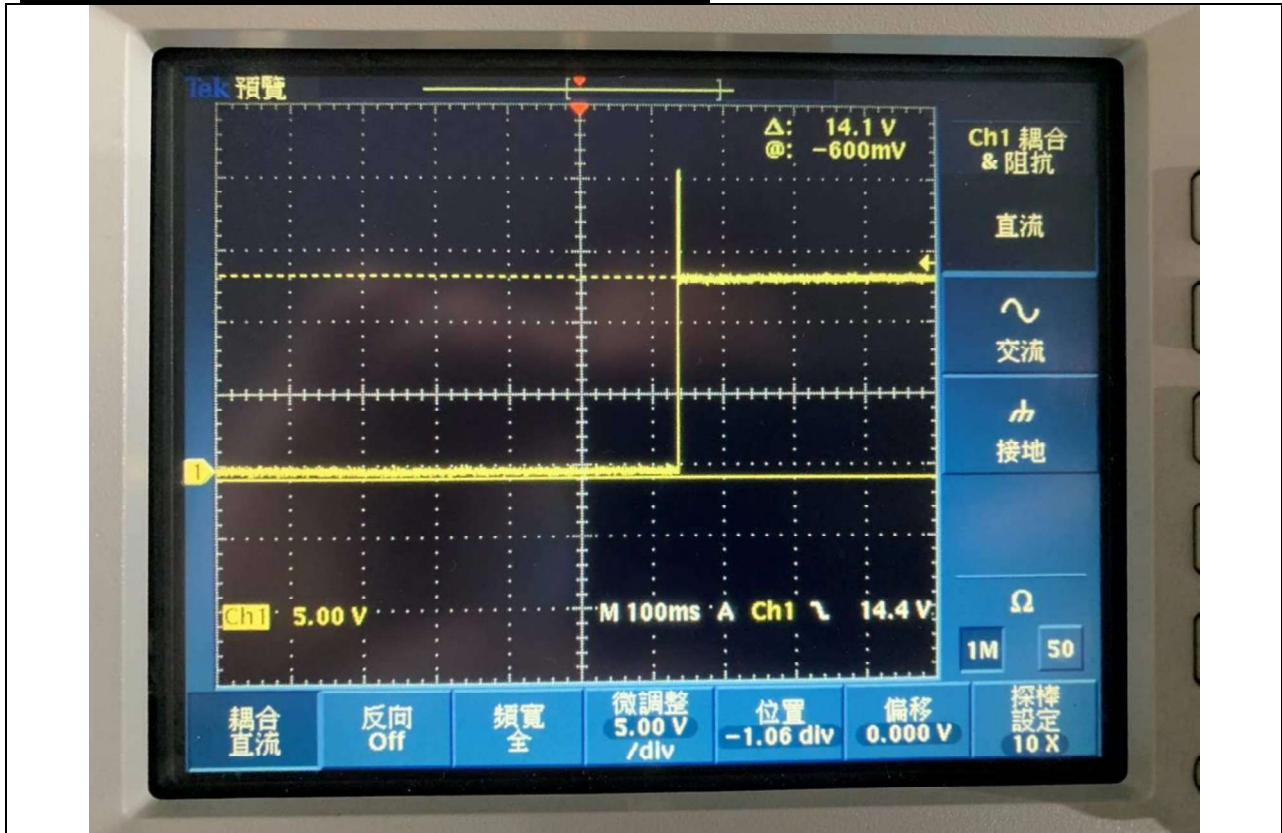 Tek 預覽
Δ: 14.1 V
@: -600mV
Ch1 耦合
& 阻抗
直流
交流
接地
Ω
1M 50
1
Ch1 5.00 V M 100ms A Ch1 14.4 V
耦合
直流
反向
Off
頻寬
全
微調整
5.00 V
/div
位置
-1.06 div
偏移
0.000 V
探棒
設定
10 X